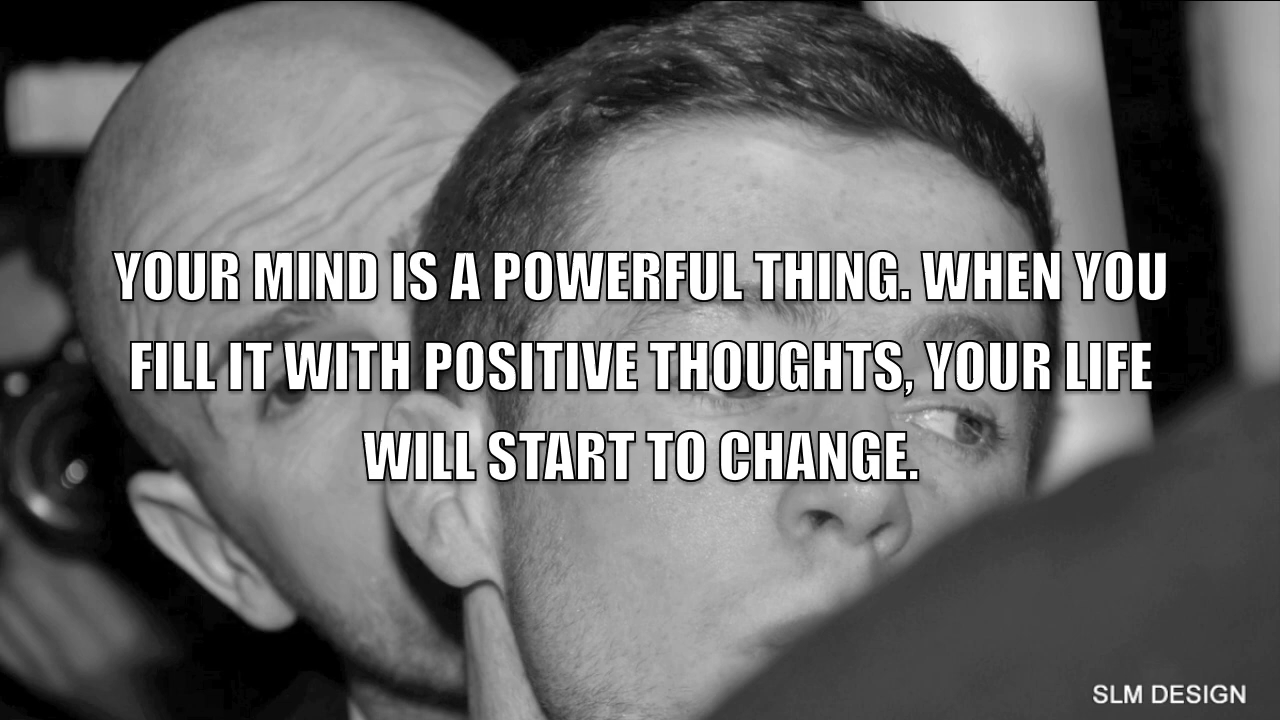 YOUR MIND IS A POWERFUL THING. WHEN YOU
FILL IT WITH POSITIVE THOUGHTS, YOUR LIFE
WILL START TO CHANGE.
SLM DESIGN